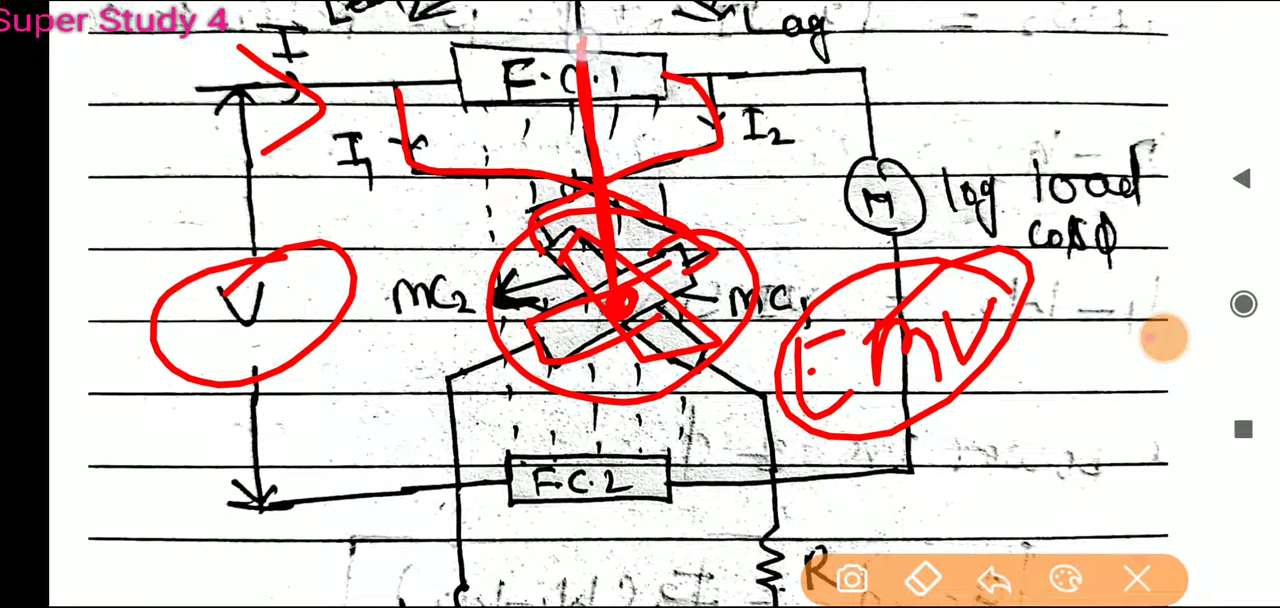 Super Study 4
Lag
I
F.C.1
I1
I2
M
lag load
cosϕ
V
MC2
MC1
EMV
F.C.2
R